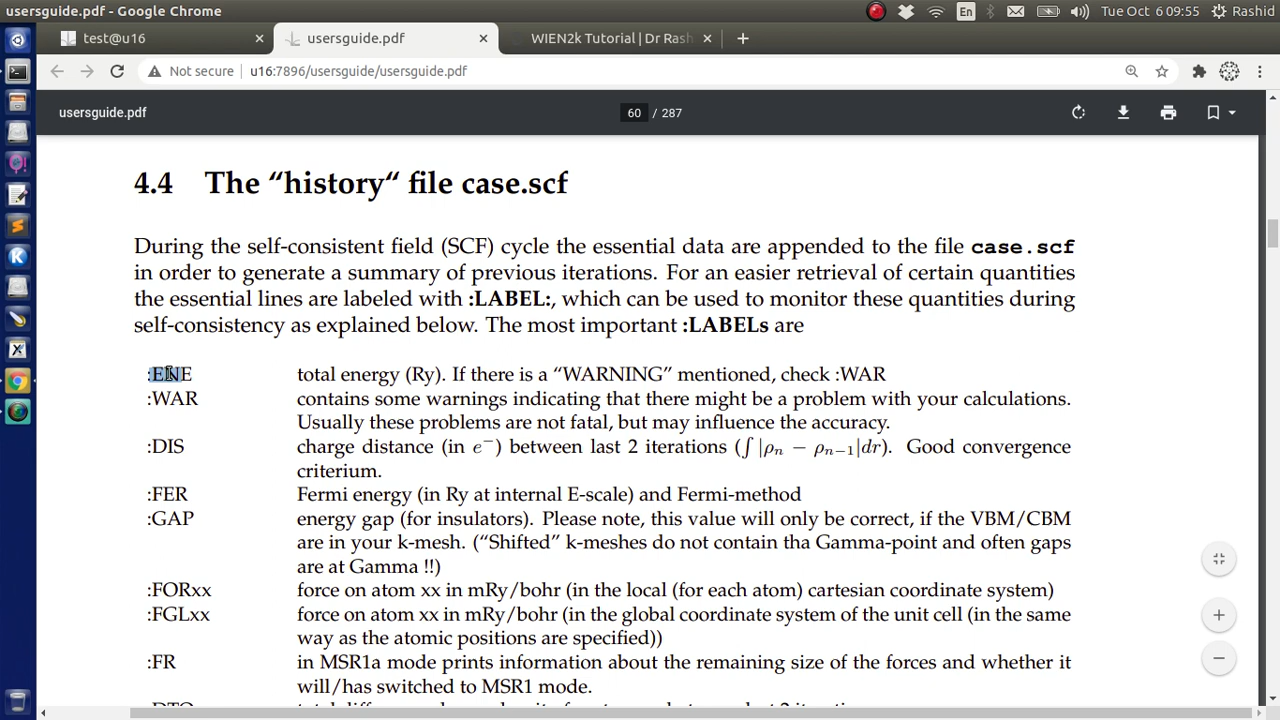 usersguide.pdf - Google Chrome
En
Tue Oct 6 09:55
Rashid
test@u16
usersguide.pdf
WIEN2k Tutorial | Dr Rash
Not secure
u16:7896/usersguide/usersguide.pdf
usersguide.pdf
60 / 287
4.4 The “history“ file case.scf
During the self-consistent field (SCF) cycle the essential data are appended to the file case.scf
in order to generate a summary of previous iterations. For an easier retrieval of certain quantities
the essential lines are labeled with :LABEL:, which can be used to monitor these quantities during
self-consistency as explained below. The most important :LABELs are
:ENE total energy (Ry). If there is a “WARNING” mentioned, check :WAR
:WAR contains some warnings indicating that there might be a problem with your calculations.
Usually these problems are not fatal, but may influence the accuracy.
:DIS charge distance (in e⁻) between last 2 iterations (∫ |ρₙ − ρₙ₋₁|dr). Good convergence
criterium.
:FER Fermi energy (in Ry at internal E-scale) and Fermi-method
:GAP energy gap (for insulators). Please note, this value will only be correct, if the VBM/CBM
are in your k-mesh. (“Shifted” k-meshes do not contain tha Gamma-point and often gaps
are at Gamma !!)
:FORxx force on atom xx in mRy/bohr (in the local (for each atom) cartesian coordinate system)
:FGLxx force on atom xx in mRy/bohr (in the global coordinate system of the unit cell (in the same
way as the atomic positions are specified))
:FR in MSR1a mode prints information about the remaining size of the forces and whether it
will/has switched to MSR1 mode.